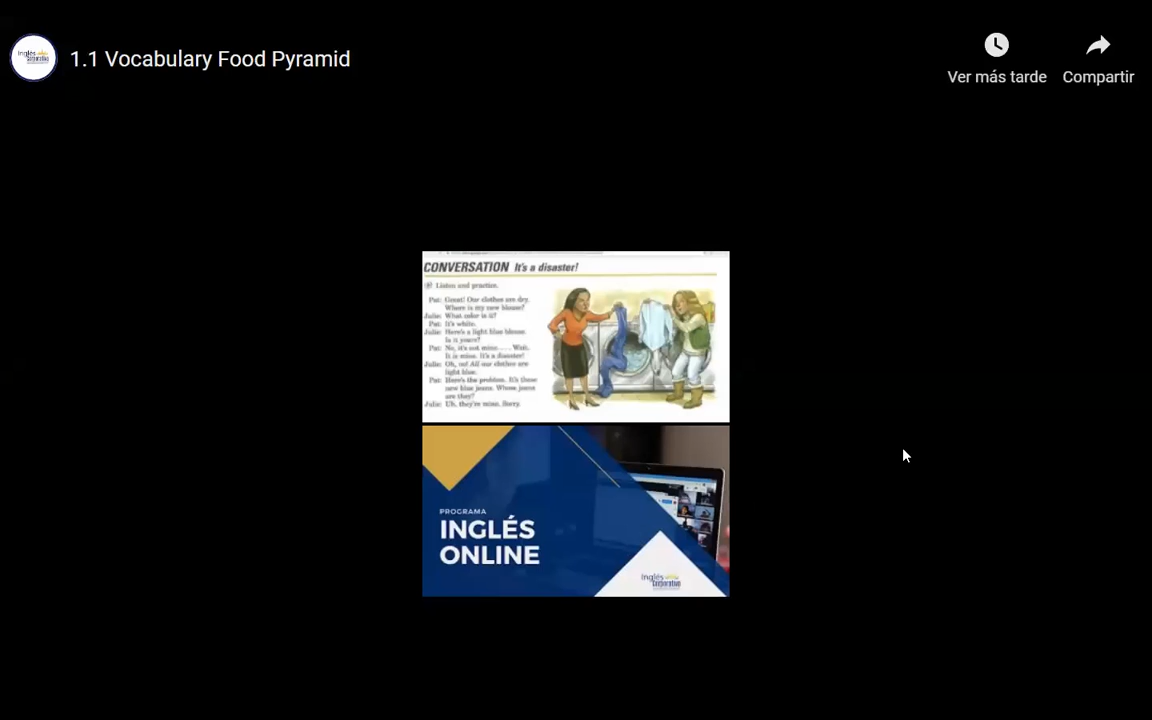 Inglés
corporativo
1.1 Vocabulary Food Pyramid
Ver más tarde
Compartir
CONVERSATION It's a disaster!
Listen and practice.
Pat: Great! Our clothes are dry.
Where is my new blouse?
Julie: What color is it?
Pat: It's white.
Julie: Here's a light blue blouse.
Is it yours?
Pat: No, it's not mine. . . . Wait.
It is mine. It's a disaster!
Julie: Oh, no! All our clothes are
light blue.
Pat: Here's the problem. It's these
new blue jeans. Whose jeans
are they?
Julie: Uh, they're mine. Sorry.
PROGRAMA
INGLÉS
ONLINE
Inglés
corporativo